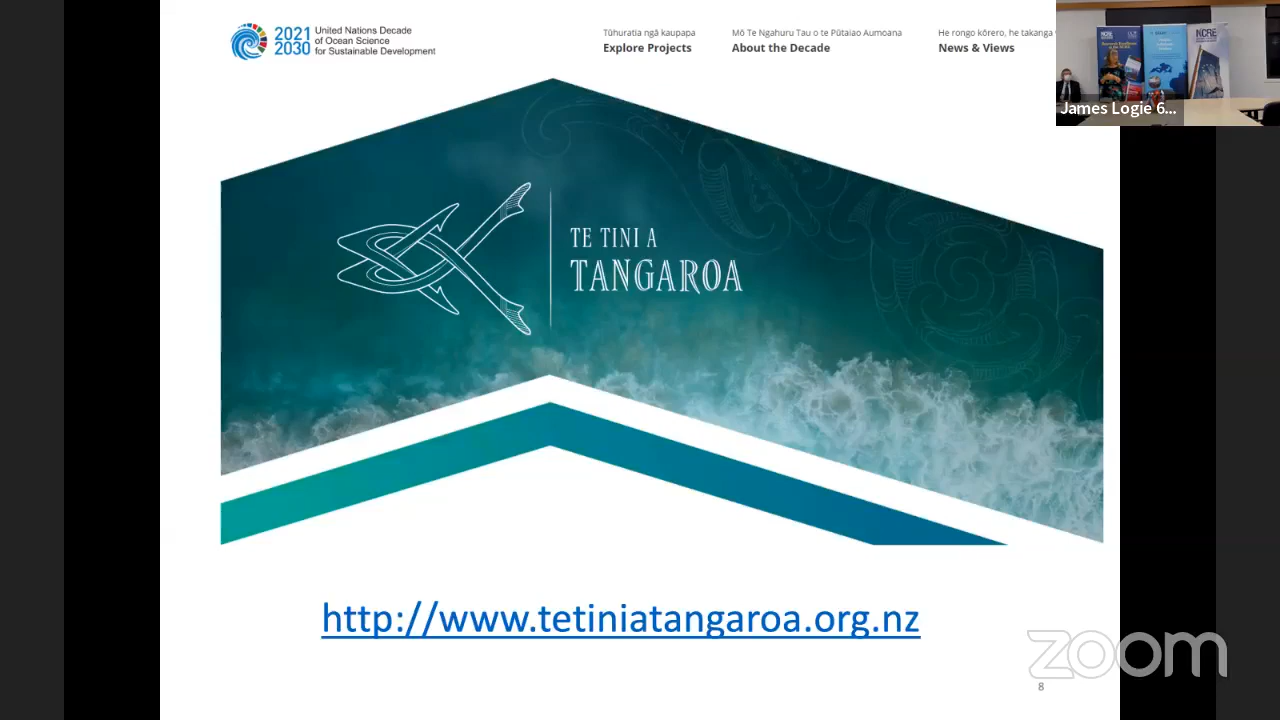 2021
2030
United Nations Decade
of Ocean Science
for Sustainable Development
Tūhuratia ngā kaupapa
Explore Projects
Mō Te Ngahuru Tau o te Pūtaiao Aumoana
About the Decade
He rongo kōrero, he takanga
News & Views
NCRE
NCRE
James Logie 6...
TE TINI A
TANGAROA
http://www.tetiniatangaroa.org.nz
zoom
8